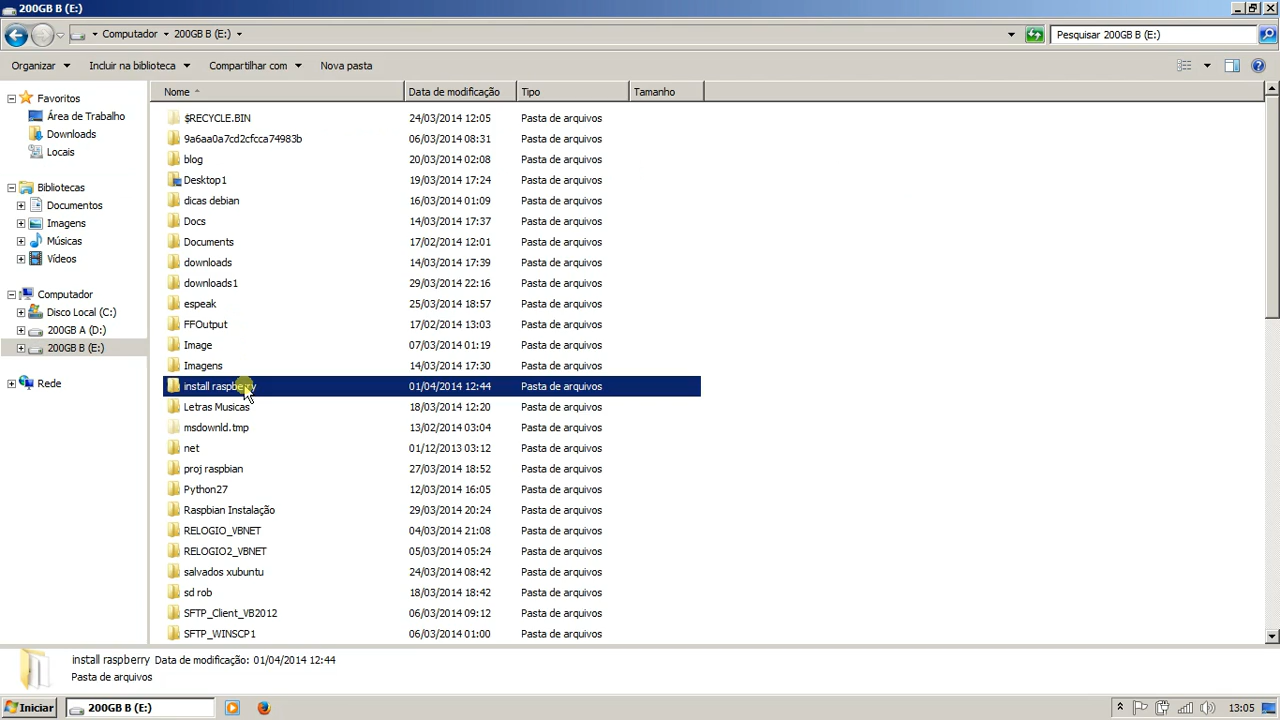 200GB B (E:)
Computador 200GB B (E:) Pesquisar 200GB B (E:)
Organizar Incluir na biblioteca Compartilhar com Nova pasta
Favoritos
Área de Trabalho
Downloads
Locais
Bibliotecas
Documentos
Imagens
Músicas
Vídeos
Computador
Disco Local (C:)
200GB A (D:)
200GB B (E:)
Rede
Nome Data de modificação Tipo Tamanho
$RECYCLE.BIN 24/03/2014 12:05 Pasta de arquivos
9a6aa0a7cd2cfcca74983b 06/03/2014 08:31 Pasta de arquivos
blog 20/03/2014 02:08 Pasta de arquivos
Desktop1 19/03/2014 17:24 Pasta de arquivos
dicas debian 16/03/2014 01:09 Pasta de arquivos
Docs 14/03/2014 17:37 Pasta de arquivos
Documents 17/02/2014 12:01 Pasta de arquivos
downloads 14/03/2014 17:39 Pasta de arquivos
downloads1 29/03/2014 22:16 Pasta de arquivos
espeak 25/03/2014 18:57 Pasta de arquivos
FFOutput 17/02/2014 13:03 Pasta de arquivos
Image 07/03/2014 01:19 Pasta de arquivos
Imagens 14/03/2014 17:30 Pasta de arquivos
install raspberry 01/04/2014 12:44 Pasta de arquivos
Letras Musicas 18/03/2014 12:20 Pasta de arquivos
msdownld.tmp 13/02/2014 03:04 Pasta de arquivos
net 01/12/2013 03:12 Pasta de arquivos
proj raspbian 27/03/2014 18:52 Pasta de arquivos
Python27 12/03/2014 16:05 Pasta de arquivos
Raspbian Instalação 29/03/2014 20:24 Pasta de arquivos
RELOGIO_VBNET 04/03/2014 21:08 Pasta de arquivos
RELOGIO2_VBNET 05/03/2014 05:24 Pasta de arquivos
salvados xubuntu 24/03/2014 08:42 Pasta de arquivos
sd rob 18/03/2014 18:42 Pasta de arquivos
SFTP_Client_VB2012 06/03/2014 09:12 Pasta de arquivos
SFTP_WINSCP1 06/03/2014 01:00 Pasta de arquivos
install raspberry Data de modificação: 01/04/2014 12:44
Pasta de arquivos
Iniciar 200GB B (E:) 13:05